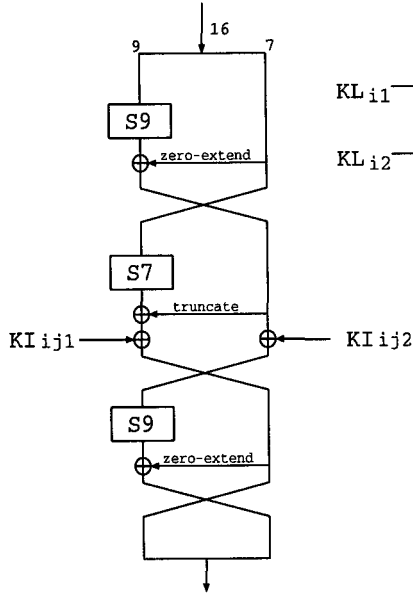 16
9 7
KLi1
S9
zero-extend
KLi2
S7
truncate
KIij1 KIij2
S9
zero-extend